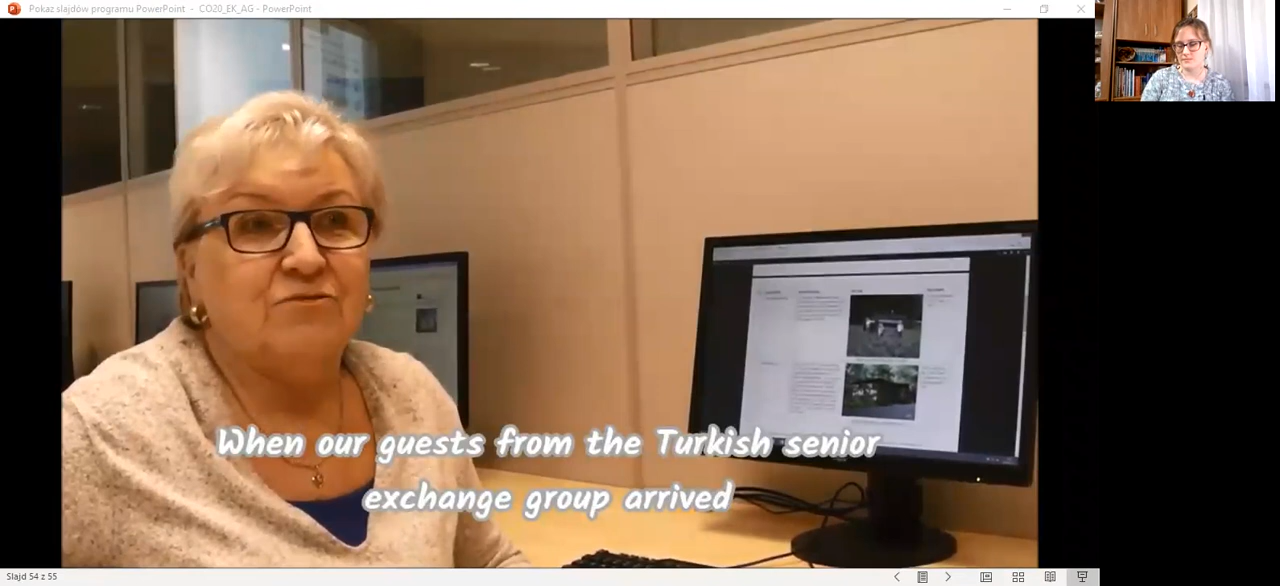 Pokaz slajdów programu PowerPoint - CO20_EK_AG - PowerPoint
When our guests from the Turkish senior
exchange group arrived
Slajd 54 z 55